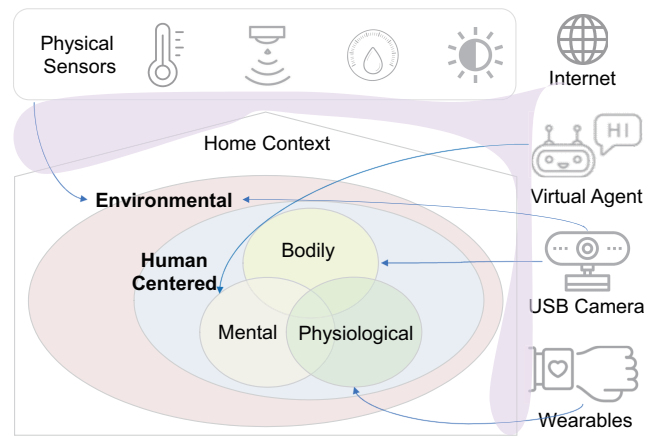 Physical
Sensors
Internet
Home Context
HI
Virtual Agent
Environmental
Human
Centered
Bodily
USB Camera
Mental
Physiological
Wearables